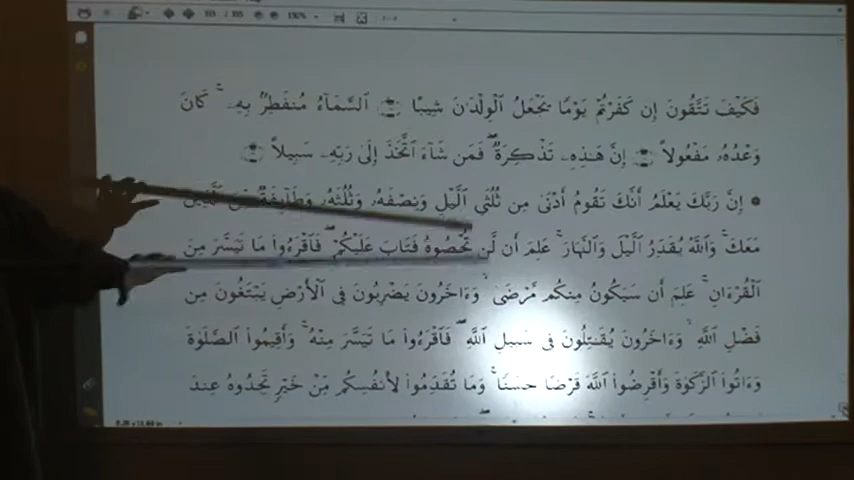 130%
فَكَيْفَ تَتَّقُونَ إِن كَفَرْتُمْ يَوْمًا يَجْعَلُ ٱلْوِلْدَٰنَ شِيبًا ٱلسَّمَآءُ مُنفَطِرٌۢ بِهِۦ ۚ كَانَ
وَعْدُهُۥ مَفْعُولًا إِنَّ هَـٰذِهِۦ تَذْكِرَةٌ ۖ فَمَن شَآءَ ٱتَّخَذَ إِلَىٰ رَبِّهِۦ سَبِيلًا
إِنَّ رَبَّكَ يَعْلَمُ أَنَّكَ تَقُومُ أَدْنَىٰ مِن ثُلُثَىِ ٱلَّيْلِ وَنِصْفَهُۥ وَثُلُثَهُۥ وَطَآئِفَةٌ
مَعَكَ ۚ وَٱللَّهُ يُقَدِّرُ ٱلَّيْلَ وَٱلنَّهَارَ ۚ عَلِمَ أَن لَّن تُحْصُوهُ فَتَابَ عَلَيْكُمْ ۖ فَٱقْرَءُوا۟ مَا تَيَسَّرَ مِنَ
ٱلْقُرْءَانِ ۚ عَلِمَ أَن سَيَكُونُ مِنكُم مَّرْضَىٰ ۙ وَءَاخَرُونَ يَضْرِبُونَ فِى ٱلْأَرْضِ يَبْتَغُونَ مِن
فَضْلِ ٱللَّهِ ۙ وَءَاخَرُونَ يُقَـٰتِلُونَ فِى سَبِيلِ ٱللَّهِ ۖ فَٱقْرَءُوا۟ مَا تَيَسَّرَ مِنْهُ ۚ وَأَقِيمُوا۟ ٱلصَّلَوٰةَ
وَءَاتُوا۟ ٱلزَّكَوٰةَ وَأَقْرِضُوا۟ ٱللَّهَ قَرْضًا حَسَنًا ۚ وَمَا تُقَدِّمُوا۟ لِأَنفُسِكُم مِّنْ خَيْرٍ تَجِدُوهُ عِندَ